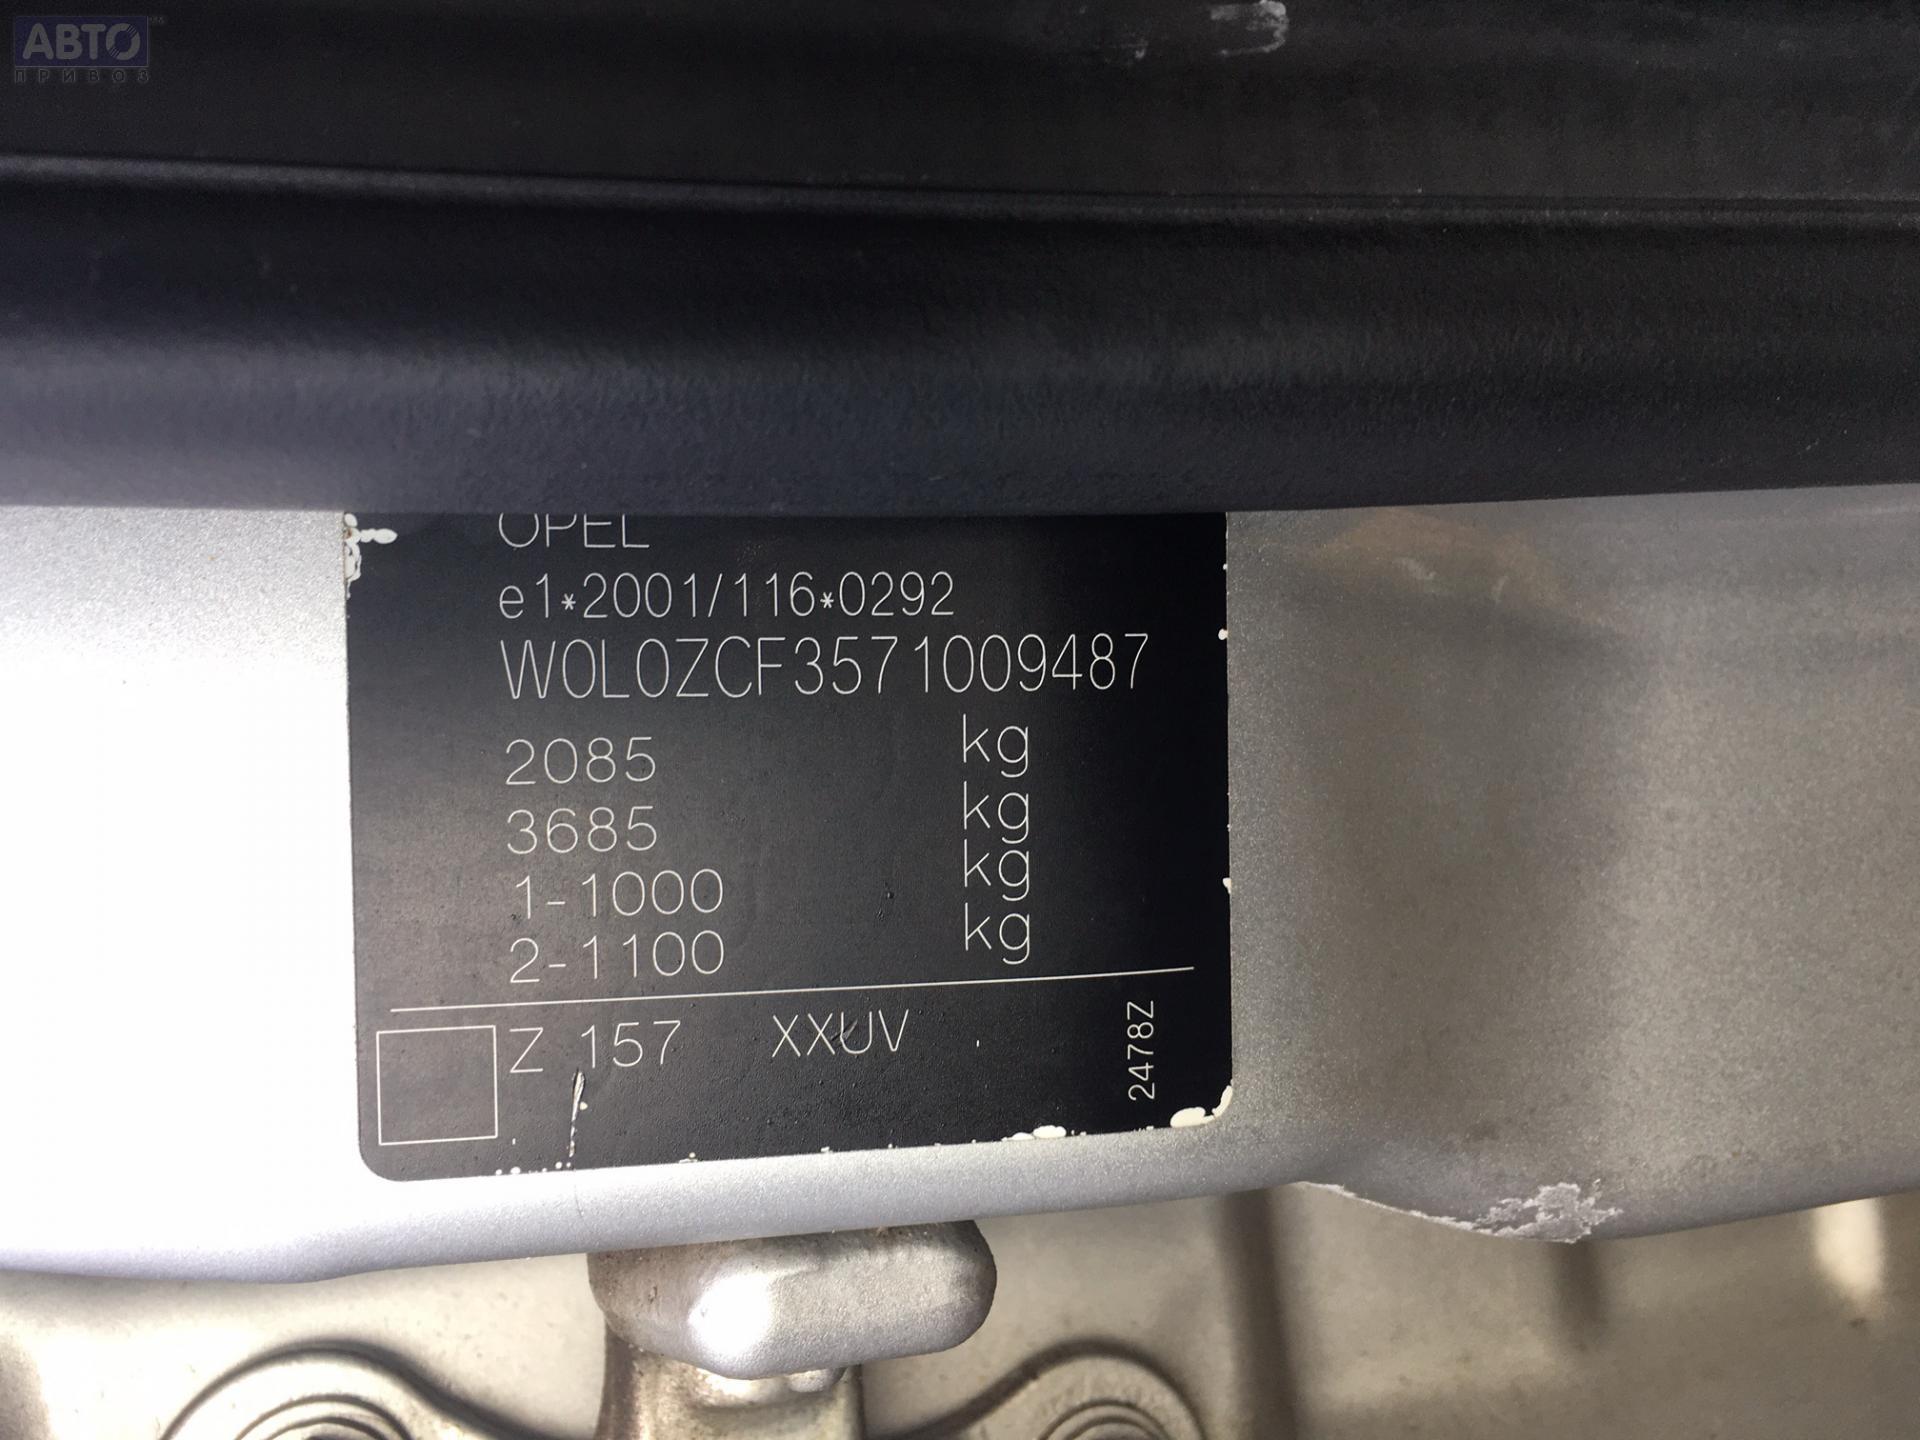 АВТО
ПРИВОЗ
OPEL
e1*2001/116*0292
W0L0ZCF3571009487
2085 kg
3685 kg
1-1000 kg
2-1100 kg
Z 157 XXUV
2478Z